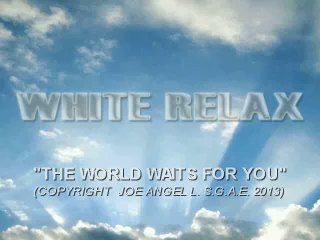 WHITE RELAX
"THE WORLD WAITS FOR YOU"
(COPYRIGHT JOE ANGEL L. S.G.A.E. 2013)